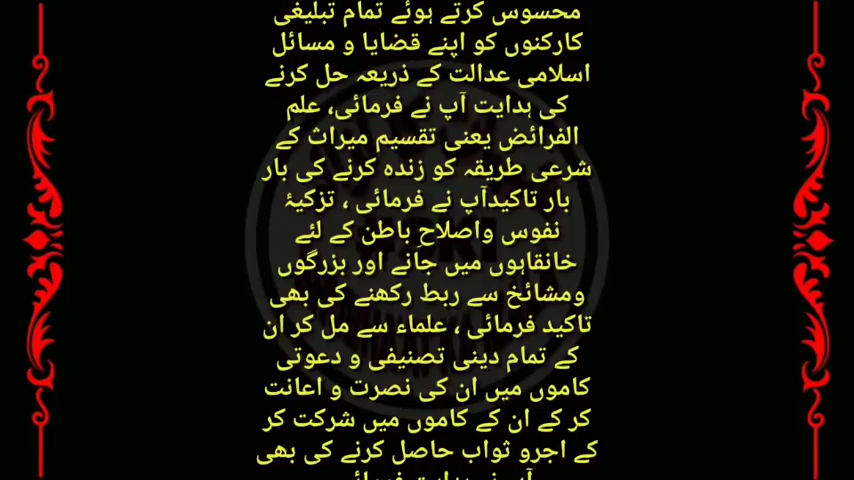 محسوس کرتے ہوئے تمام تبلیغی
کارکنوں کو اپنے قضایا و مسائل
اسلامی عدالت کے ذریعہ حل کرنے
کی ہدایت آپ نے فرمائی، علم
الفرائض یعنی تقسیم میراث کے
شرعی طریقہ کو زندہ کرنے کی بار
بار تاکیدآپ نے فرمائی ، تزکیۂ
نفوس واصلاحِ باطن کے لئے
خانقاہوں میں جانے اور بزرگوں
ومشائخ سے ربط رکھنے کی بھی
تاکید فرمائی ، علماء سے مل کر ان
کے تمام دینی تصنیفی و دعوتی
کاموں میں ان کی نصرت و اعانت
کر کے ان کے کاموں میں شرکت کر
کے اجرو ثواب حاصل کرنے کی بھی